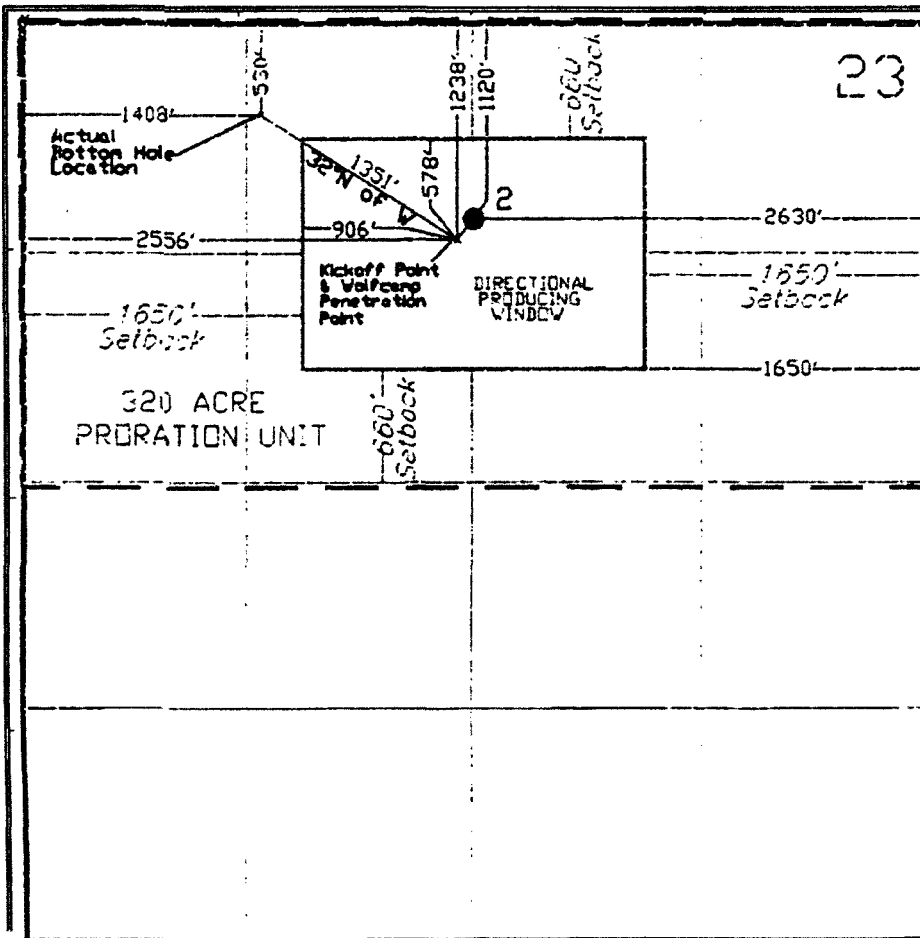 23
660'
Setback
1238'
1120'
1408'
Actual
Bottom Hole
Location
1351'
32°N OF W
578'
2
2630'
906'
2556'
Kickoff Point
& Wolfcamp
Penetration
Point
DIRECTIONAL
PRODUCING
WINDOW
1650'
Setback
1650'
Setback
1650'
320 ACRE
PRORATION UNIT
660'
Setback